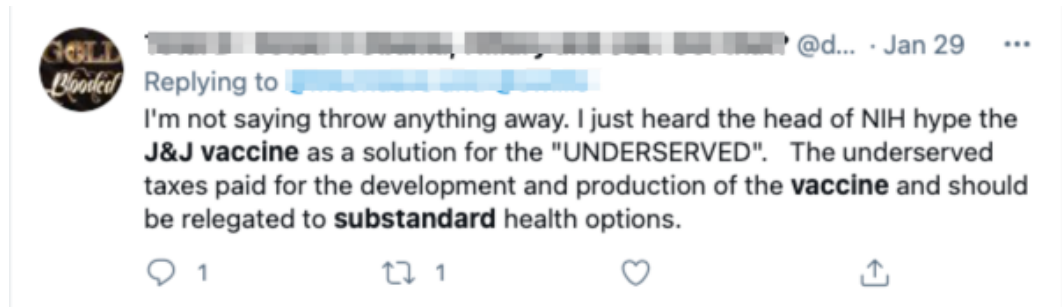 GOLD
Blooded
@d... · Jan 29 ...
Replying to
I'm not saying throw anything away. I just heard the head of NIH hype the
J&J vaccine as a solution for the "UNDERSERVED".   The underserved
taxes paid for the development and production of the vaccine and should
be relegated to substandard health options.
1 1